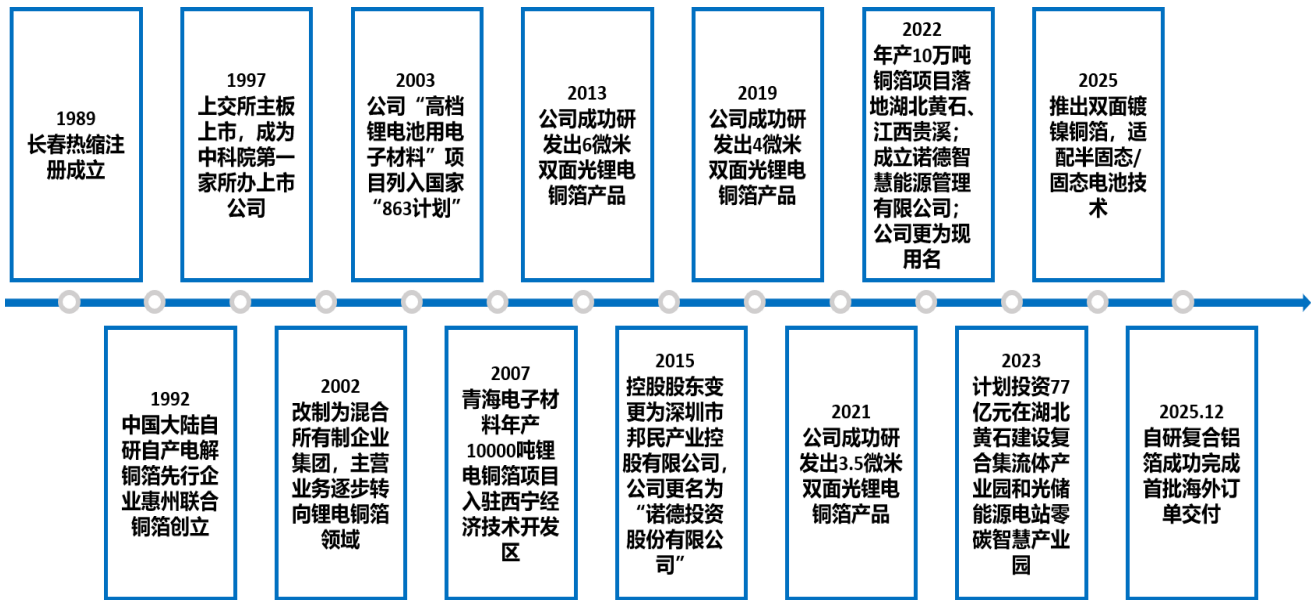 1989
长春热缩注
册成立
1992
中国大陆自
研自产电解
铜箔先行企
业惠州联合
铜箔创立
1997
上交所主板
上市，成为
中科院第一
家所办上市
公司
2002
改制为混合
所有制企业
集团，主营
业务逐步转
向锂电铜箔
领域
2003
公司“高档
锂电池用电
子材料”项
目列入国家
“863计划”
2007
青海电子材
料年产
10000吨锂
电铜箔项目
入驻西宁经
济技术开发
区
2013
公司成功研
发出6微米
双面光锂电
铜箔产品
2015
控股股东变
更为深圳市
邦民产业控
股有限公司，
公司更名为
“诺德投资
股份有限公
司”
2019
公司成功研
发出4微米
双面光锂电
铜箔产品
2021
公司成功研
发出3.5微米
双面光锂电
铜箔产品
2022
年产10万吨
铜箔项目落
地湖北黄石、
江西贵溪；
成立诺德智
慧能源管理
有限公司；
公司更为现
用名
2023
计划投资77
亿元在湖北
黄石建设复
合集流体产
业园和光储
能源电站零
碳智慧产业
园
2025
推出双面镀
镍铜箔，适
配半固态/
固态电池技
术
2025.12
自研复合铝
箔成功完成
首批海外订
单交付